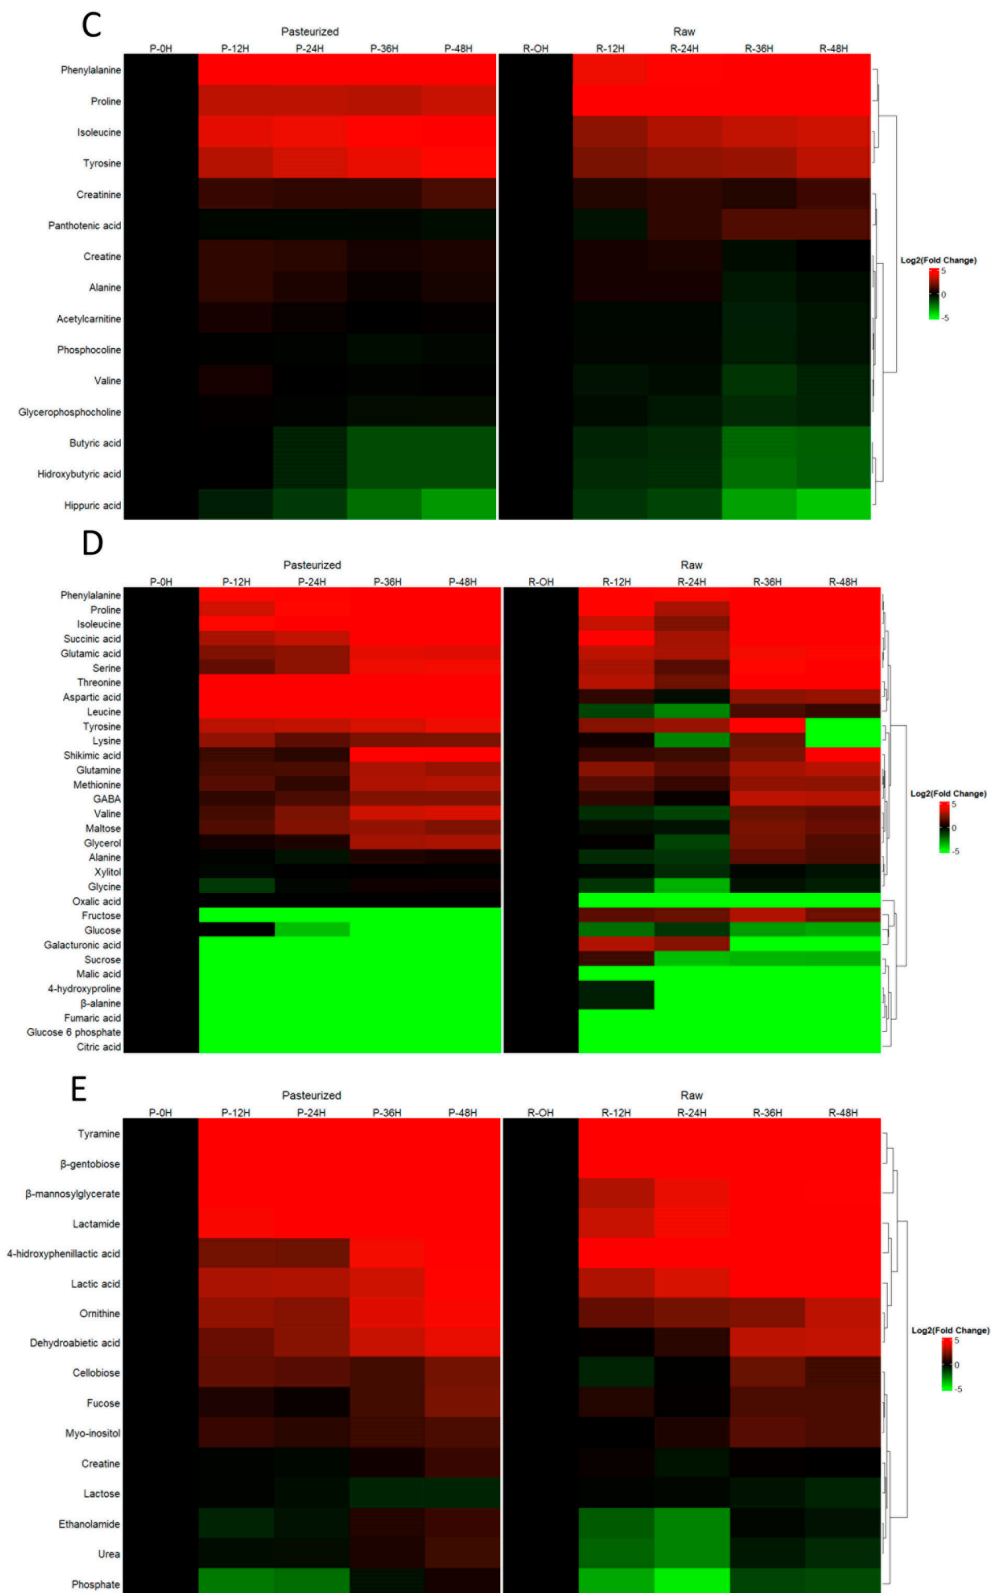 C
Pasteurized Raw
P-0H P-12H P-24H P-36H P-48H R-OH R-12H R-24H R-36H R-48H
Phenylalanine
Proline
Isoleucine
Tyrosine
Creatinine
Panthotenic acid
Creatine
Alanine
Acetylcarnitine
Phosphocoline
Valine
Glycerophosphocholine
Butyric acid
Hidroxybutyric acid
Hippuric acid
Log2(Fold Change)
5
0
-5
D
Pasteurized Raw
P-0H P-12H P-24H P-36H P-48H R-OH R-12H R-24H R-36H R-48H
Phenylalanine
Proline
Isoleucine
Succinic acid
Glutamic acid
Serine
Threonine
Aspartic acid
Leucine
Tyrosine
Lysine
Shikimic acid
Glutamine
Methionine
GABA
Valine
Maltose
Glycerol
Alanine
Xylitol
Glycine
Oxalic acid
Fructose
Glucose
Galacturonic acid
Sucrose
Malic acid
4-hydroxyproline
β-alanine
Fumaric acid
Glucose 6 phosphate
Citric acid
Log2(Fold Change)
5
0
-5
E
Pasteurized Raw
P-0H P-12H P-24H P-36H P-48H R-OH R-12H R-24H R-36H R-48H
Tyramine
β-gentobiose
β-mannosylglycerate
Lactamide
4-hidroxyphenillactic acid
Lactic acid
Ornithine
Dehydroabietic acid
Cellobiose
Fucose
Myo-inositol
Creatine
Lactose
Ethanolamide
Urea
Phosphate
Log2(Fold Change)
5
0
-5